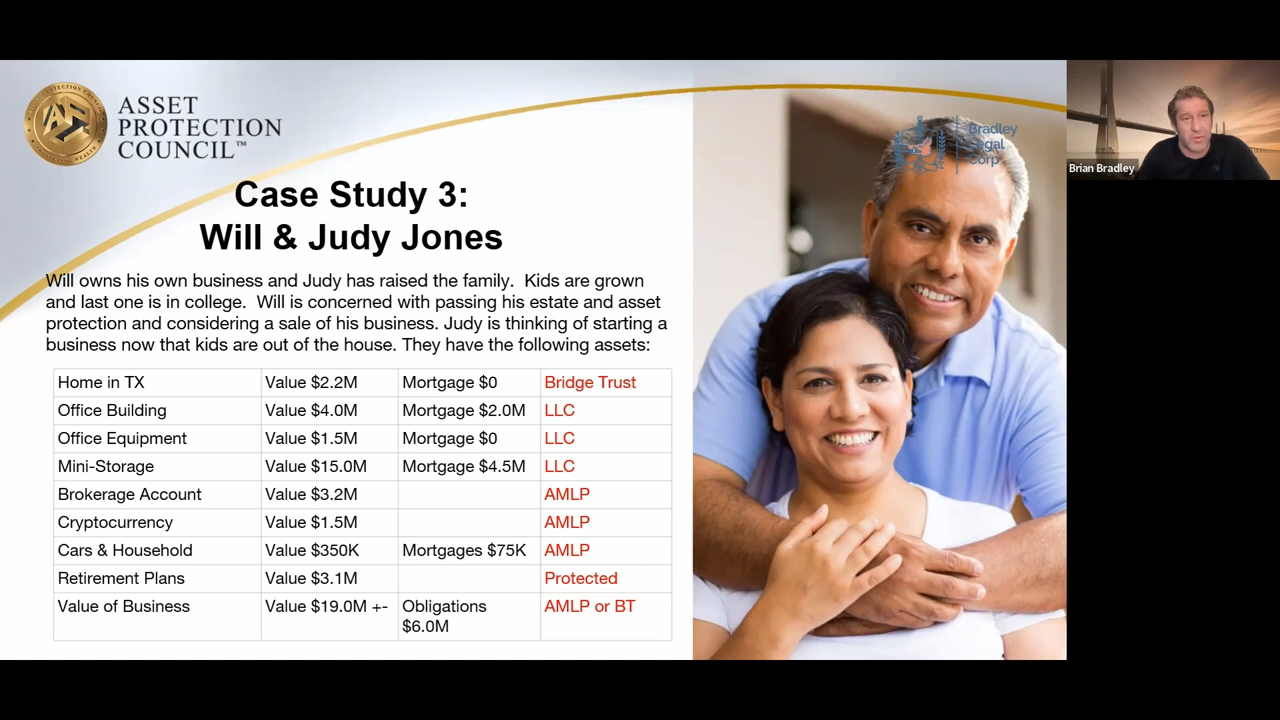 ASSET
PROTECTION
COUNCIL™
Bradley
Legal
Corp
Brian Bradley
Case Study 3:
Will & Judy Jones
Will owns his own business and Judy has raised the family.  Kids are grown
and last one is in college.  Will is concerned with passing his estate and asset
protection and considering a sale of his business. Judy is thinking of starting a
business now that kids are out of the house. They have the following assets:
Home in TX Value $2.2M Mortgage $0 Bridge Trust
Office Building Value $4.0M Mortgage $2.0M LLC
Office Equipment Value $1.5M Mortgage $0 LLC
Mini-Storage Value $15.0M Mortgage $4.5M LLC
Brokerage Account Value $3.2M AMLP
Cryptocurrency Value $1.5M AMLP
Cars & Household Value $350K Mortgages $75K AMLP
Retirement Plans Value $3.1M Protected
Value of Business Value $19.0M +- Obligations AMLP or BT
$6.0M